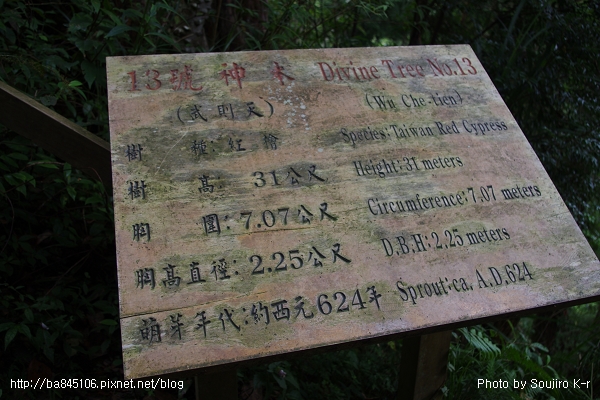 13號 神木 Divine Tree No.13
(武則天) (Wu Che-tien)
樹種:紅檜 Species:Taiwan Red Cypress
樹高:31公尺 Height:31 meters
胸圍:7.07公尺 Circumference:7.07 meters
胸高直徑:2.25公尺 D.B.H:2.25 meters
萌芽年代:約西元624年 Sprout:ca. A.D.624
http://ba845106.pixnet.net/blog
Photo by Soujiro K-r